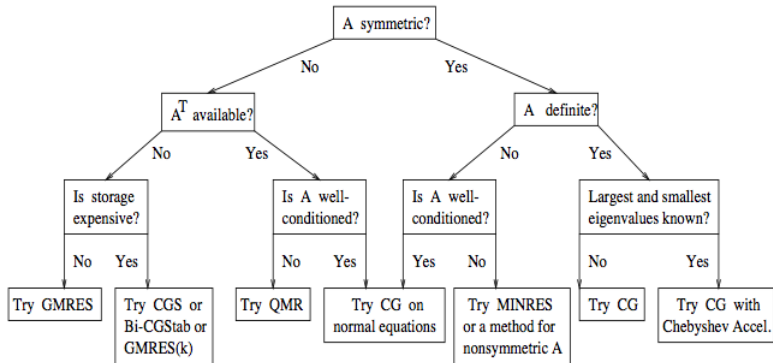 A symmetric?
No
Yes
A^T available?
A definite?
No
Yes
No
Yes
Is storage
expensive?
Is A well-
conditioned?
Is A well-
conditioned?
Largest and smallest
eigenvalues known?
No
Yes
No
Yes
Yes
No
No
Yes
Try GMRES
Try CGS or
Bi-CGStab or
GMRES(k)
Try QMR
Try CG on
normal equations
Try MINRES
or a method for
nonsymmetric A
Try CG
Try CG with
Chebyshev Accel.